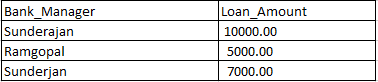 Bank_Manager Loan_Amount
Sunderajan 10000.00
Ramgopal 5000.00
Sunderjan 7000.00